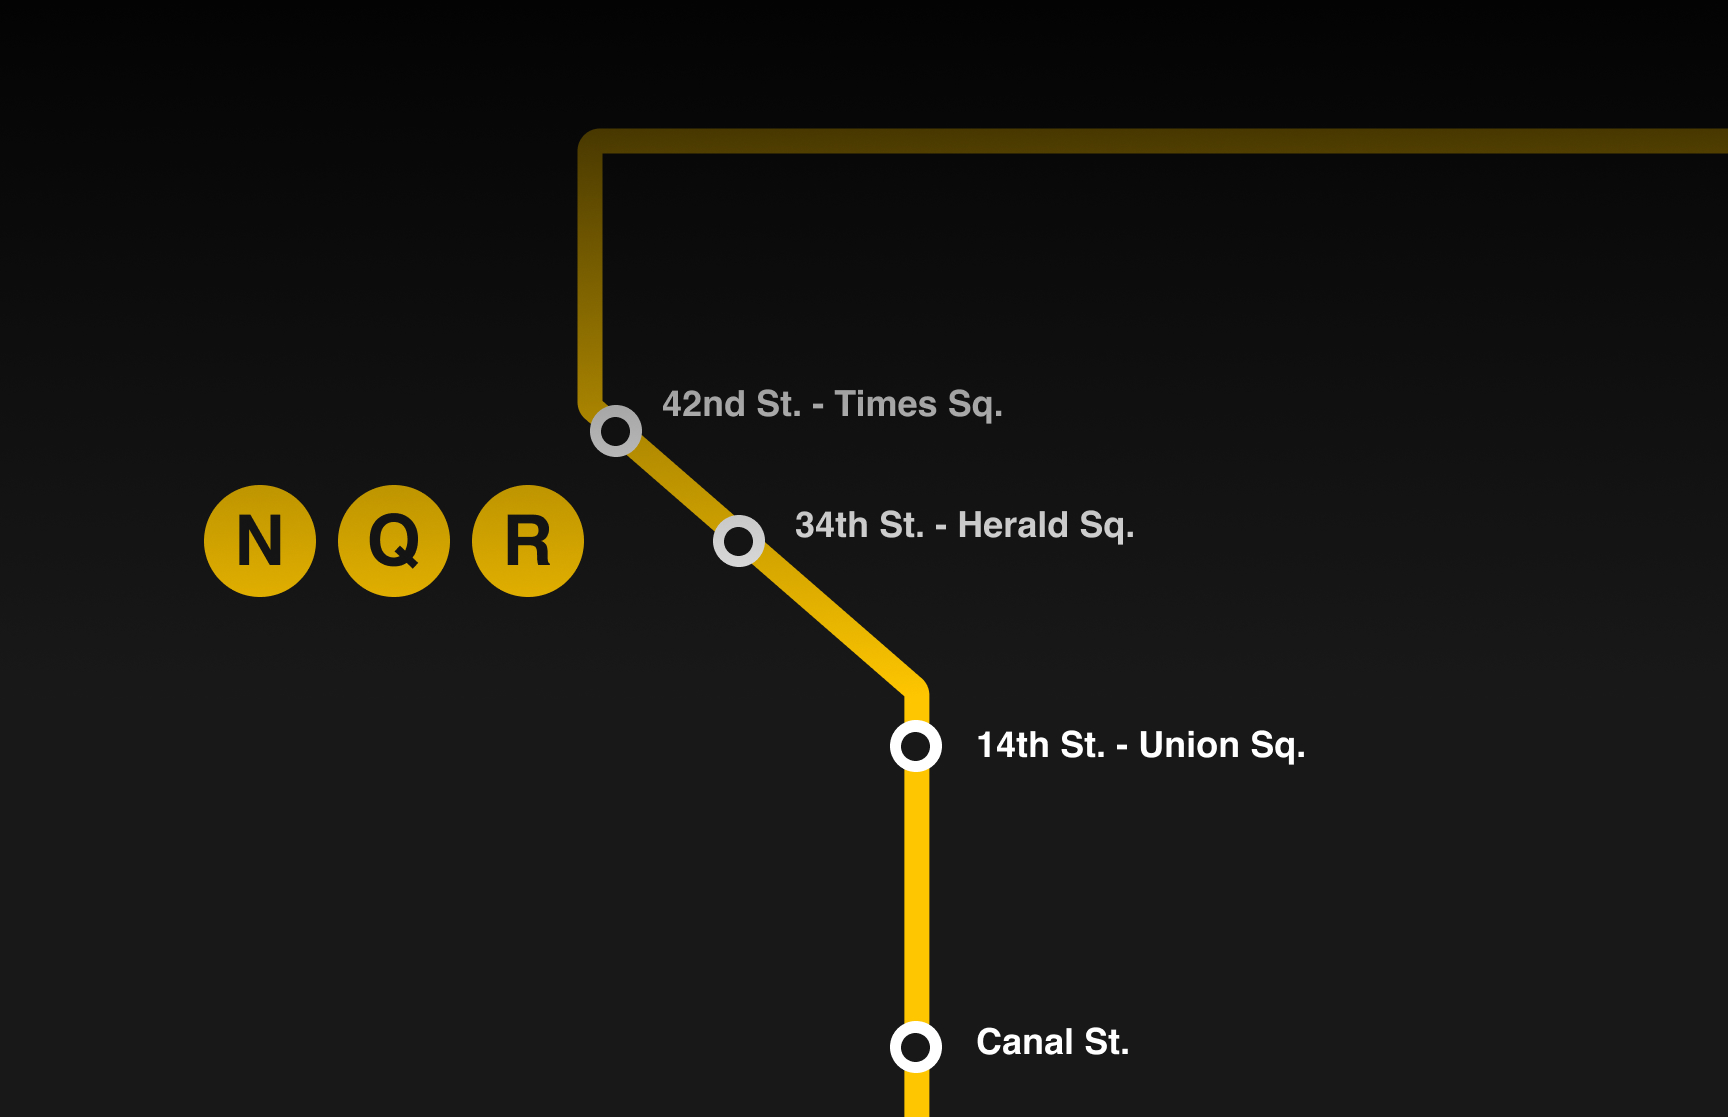 42nd St. - Times Sq.
N Q R
34th St. - Herald Sq.
14th St. - Union Sq.
Canal St.